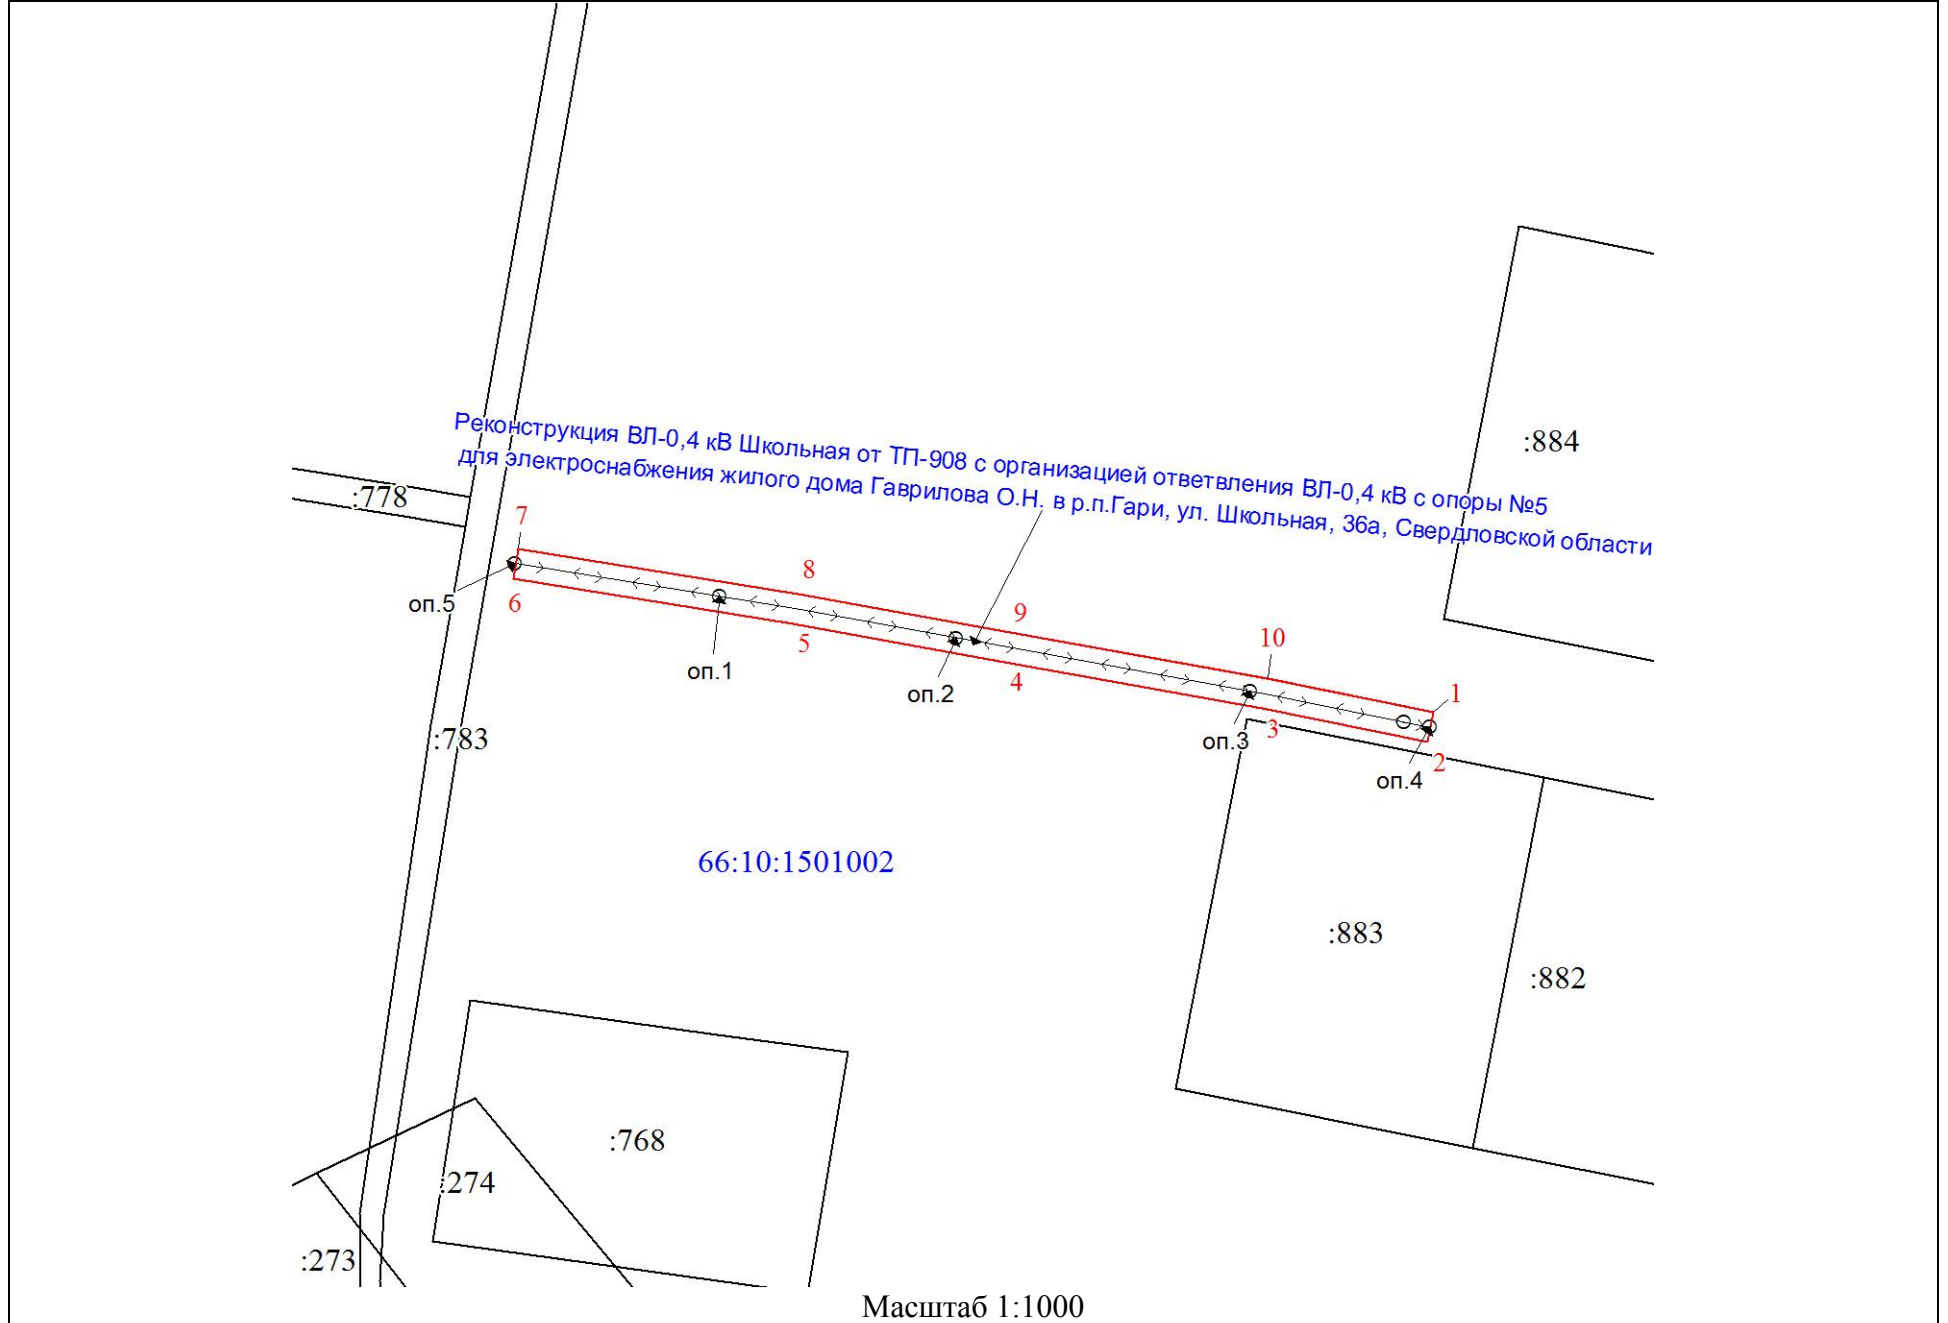 :884
Реконструкция ВЛ-0,4 кВ Школьная от ТП-908 с организацией ответвления ВЛ-0,4 кВ с опоры №5
для электроснабжения жилого дома Гаврилова О.Н. в р.п.Гари, ул. Школьная, 36а, Свердловской области
:778
7
8
оп.5
6
9
5
10
оп.1
4
оп.2
1
3
оп.3
:783
2
оп.4
66:10:1501002
:883
:882
:768
:274
:273
Масштаб 1:1000